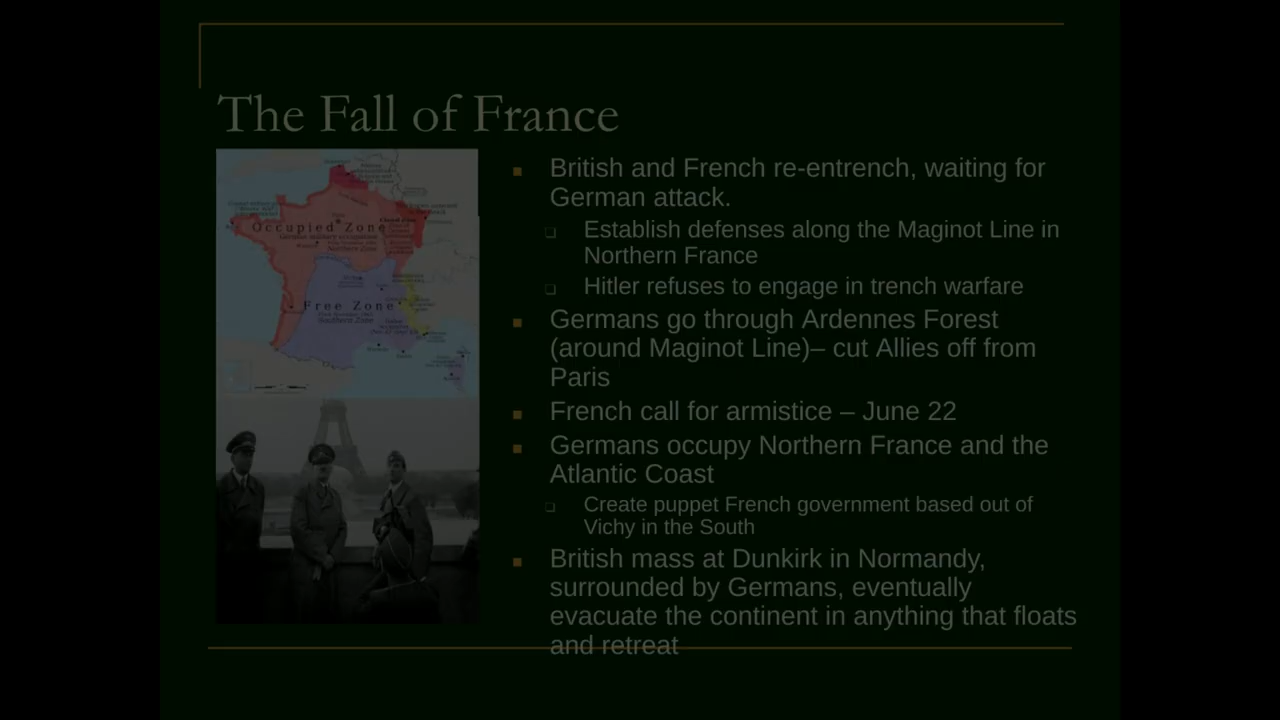 The Fall of France
British and French re-entrench, waiting for
German attack.
Establish defenses along the Maginot Line in
Northern France
Hitler refuses to engage in trench warfare
Germans go through Ardennes Forest
(around Maginot Line)– cut Allies off from
Paris
French call for armistice – June 22
Germans occupy Northern France and the
Atlantic Coast
Create puppet French government based out of
Vichy in the South
British mass at Dunkirk in Normandy,
surrounded by Germans, eventually
evacuate the continent in anything that floats
and retreat
Occupied Zone
Northern Zone
Free Zone
Southern Zone